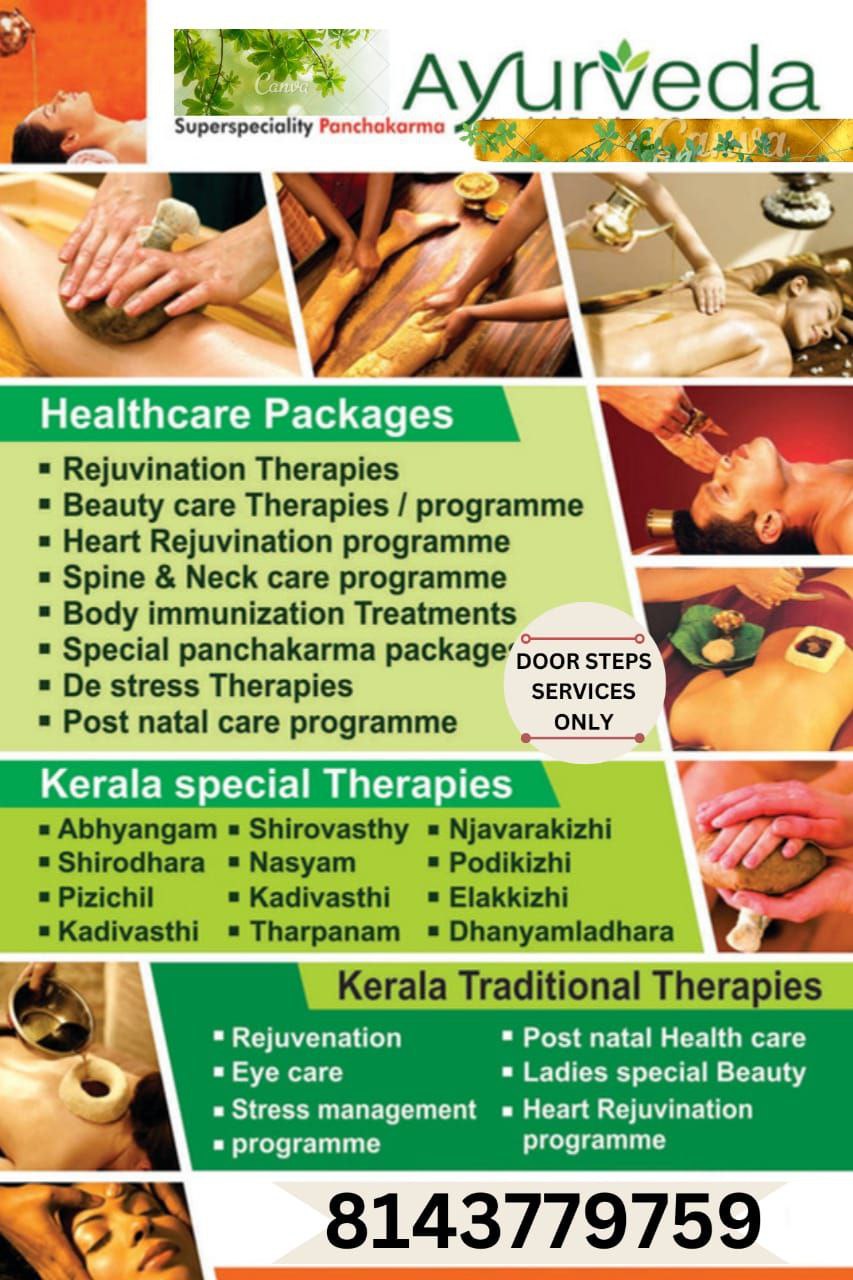 Canva
Ayurveda
Superspeciality Panchakarma
Canva
Healthcare Packages
▪ Rejuvination Therapies
▪ Beauty care Therapies / programme
▪ Heart Rejuvination programme
▪ Spine & Neck care programme
▪ Body immunization Treatments
▪ Special panchakarma packages
▪ De stress Therapies
▪ Post natal care programme
DOOR STEPS
SERVICES
ONLY
Kerala special Therapies
▪ Abhyangam ▪ Shirovasthy ▪ Njavarakizhi
▪ Shirodhara ▪ Nasyam ▪ Podikizhi
▪ Pizichil ▪ Kadivasthi ▪ Elakkizhi
▪ Kadivasthi ▪ Tharpanam ▪ Dhanyamladhara
Kerala Traditional Therapies
▪ Rejuvenation
▪ Eye care
▪ Stress management
▪ programme
▪ Post natal Health care
▪ Ladies special Beauty
▪ Heart Rejuvination
programme
8143779759